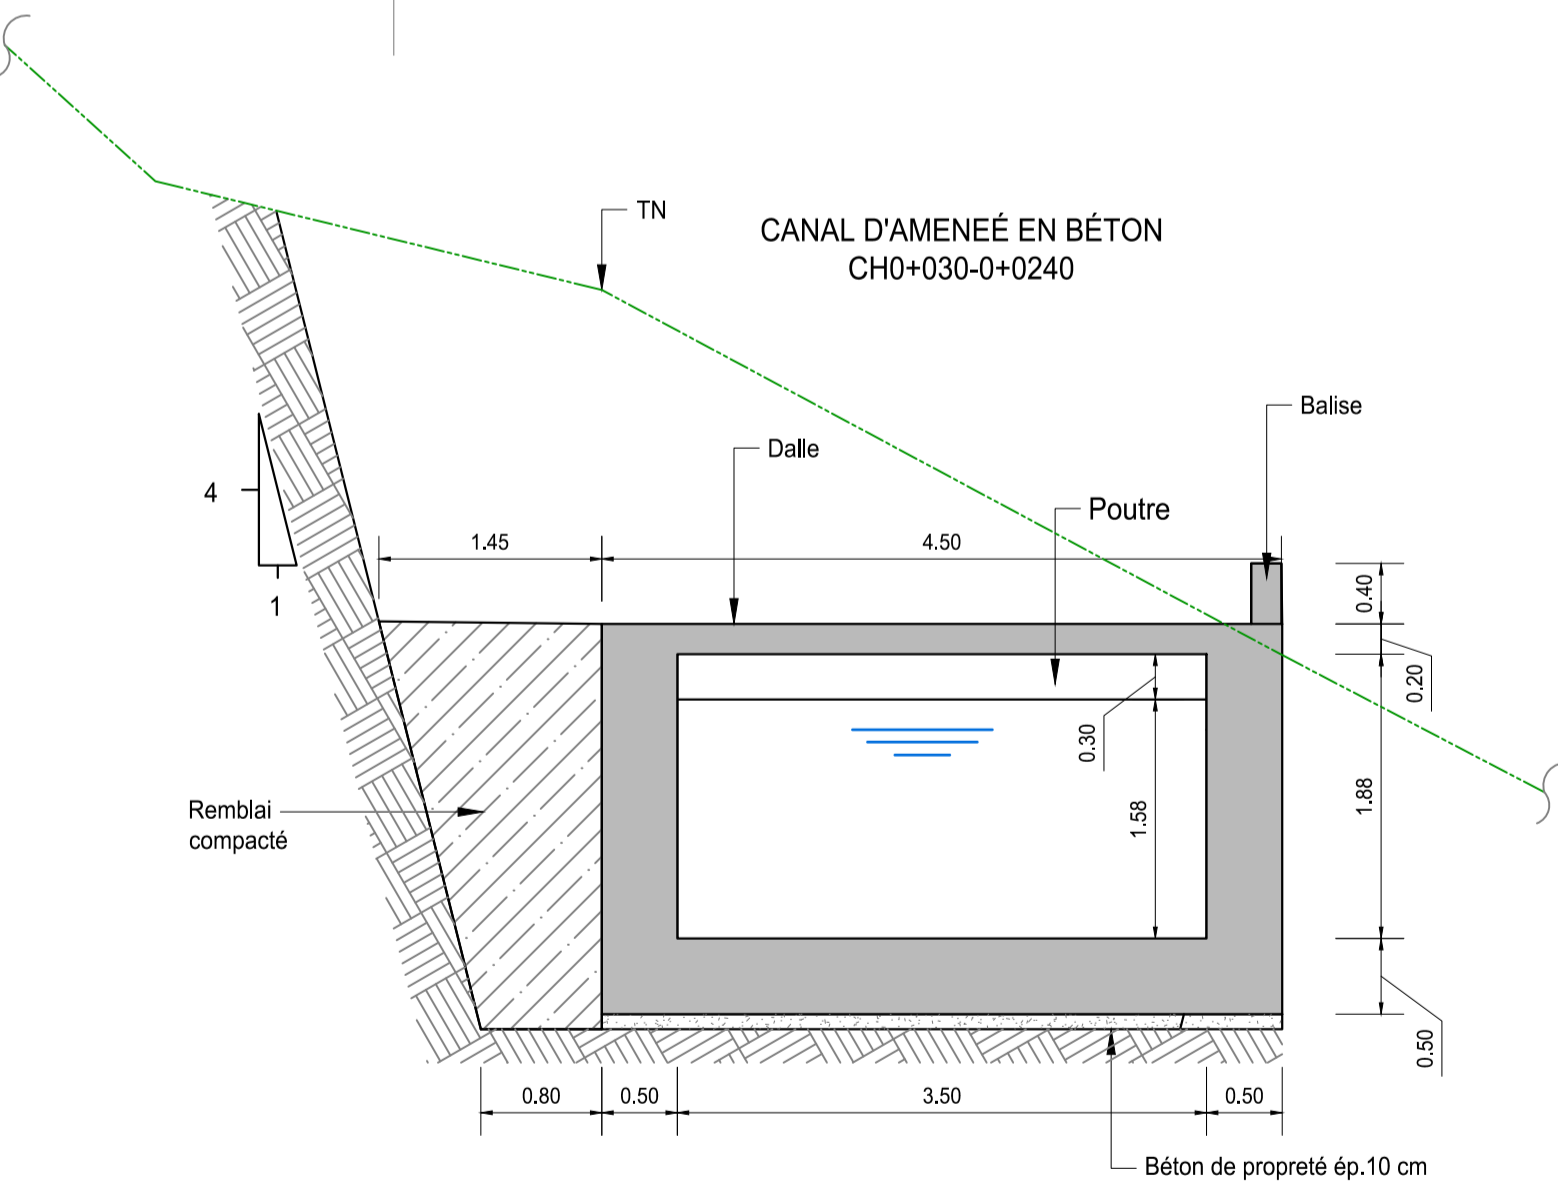 TN
CANAL D'AMENEÉ EN BÉTON
CH0+030-0+0240
Balise
Dalle
4
Poutre
1.45
4.50
1
0.40
0.20
0.30
1.88
1.58
Remblai
compacté
0.50
0.80
0.50
3.50
0.50
Béton de propreté ép.10 cm